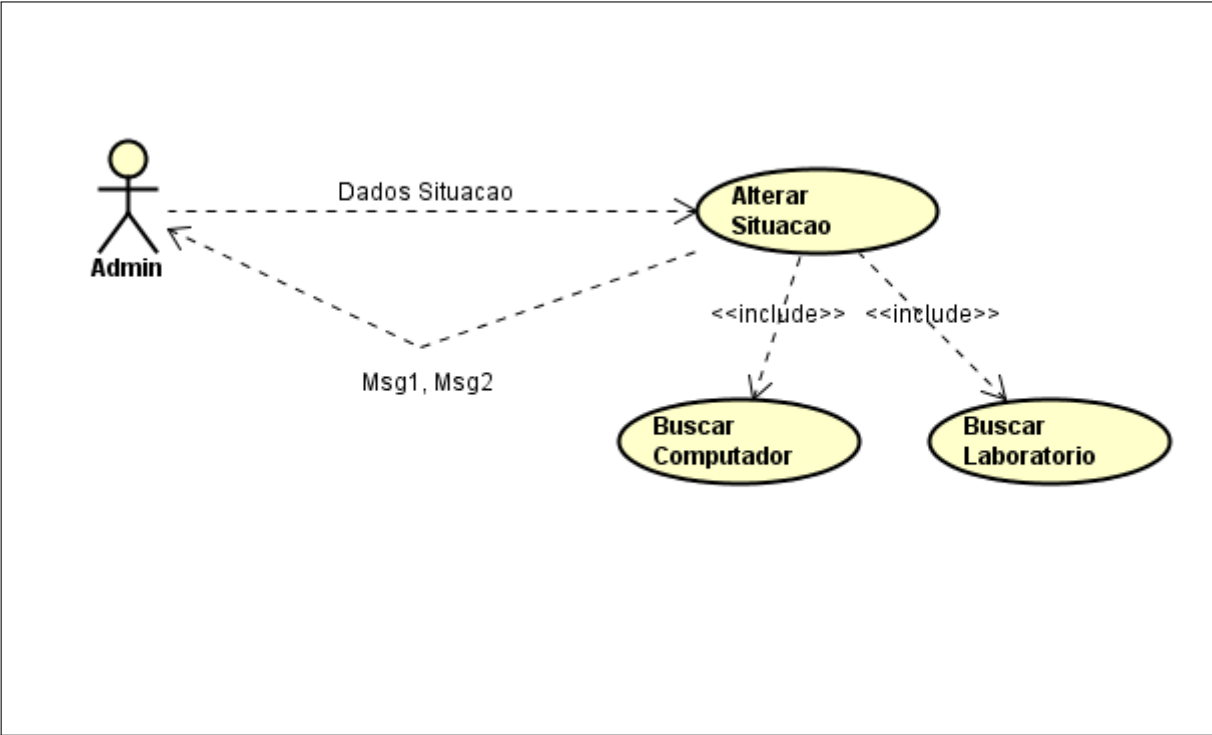 Dados Situacao
Alterar
Situacao
Admin
<<include>> <<include>>
Msg1, Msg2
Buscar
Computador
Buscar
Laboratorio